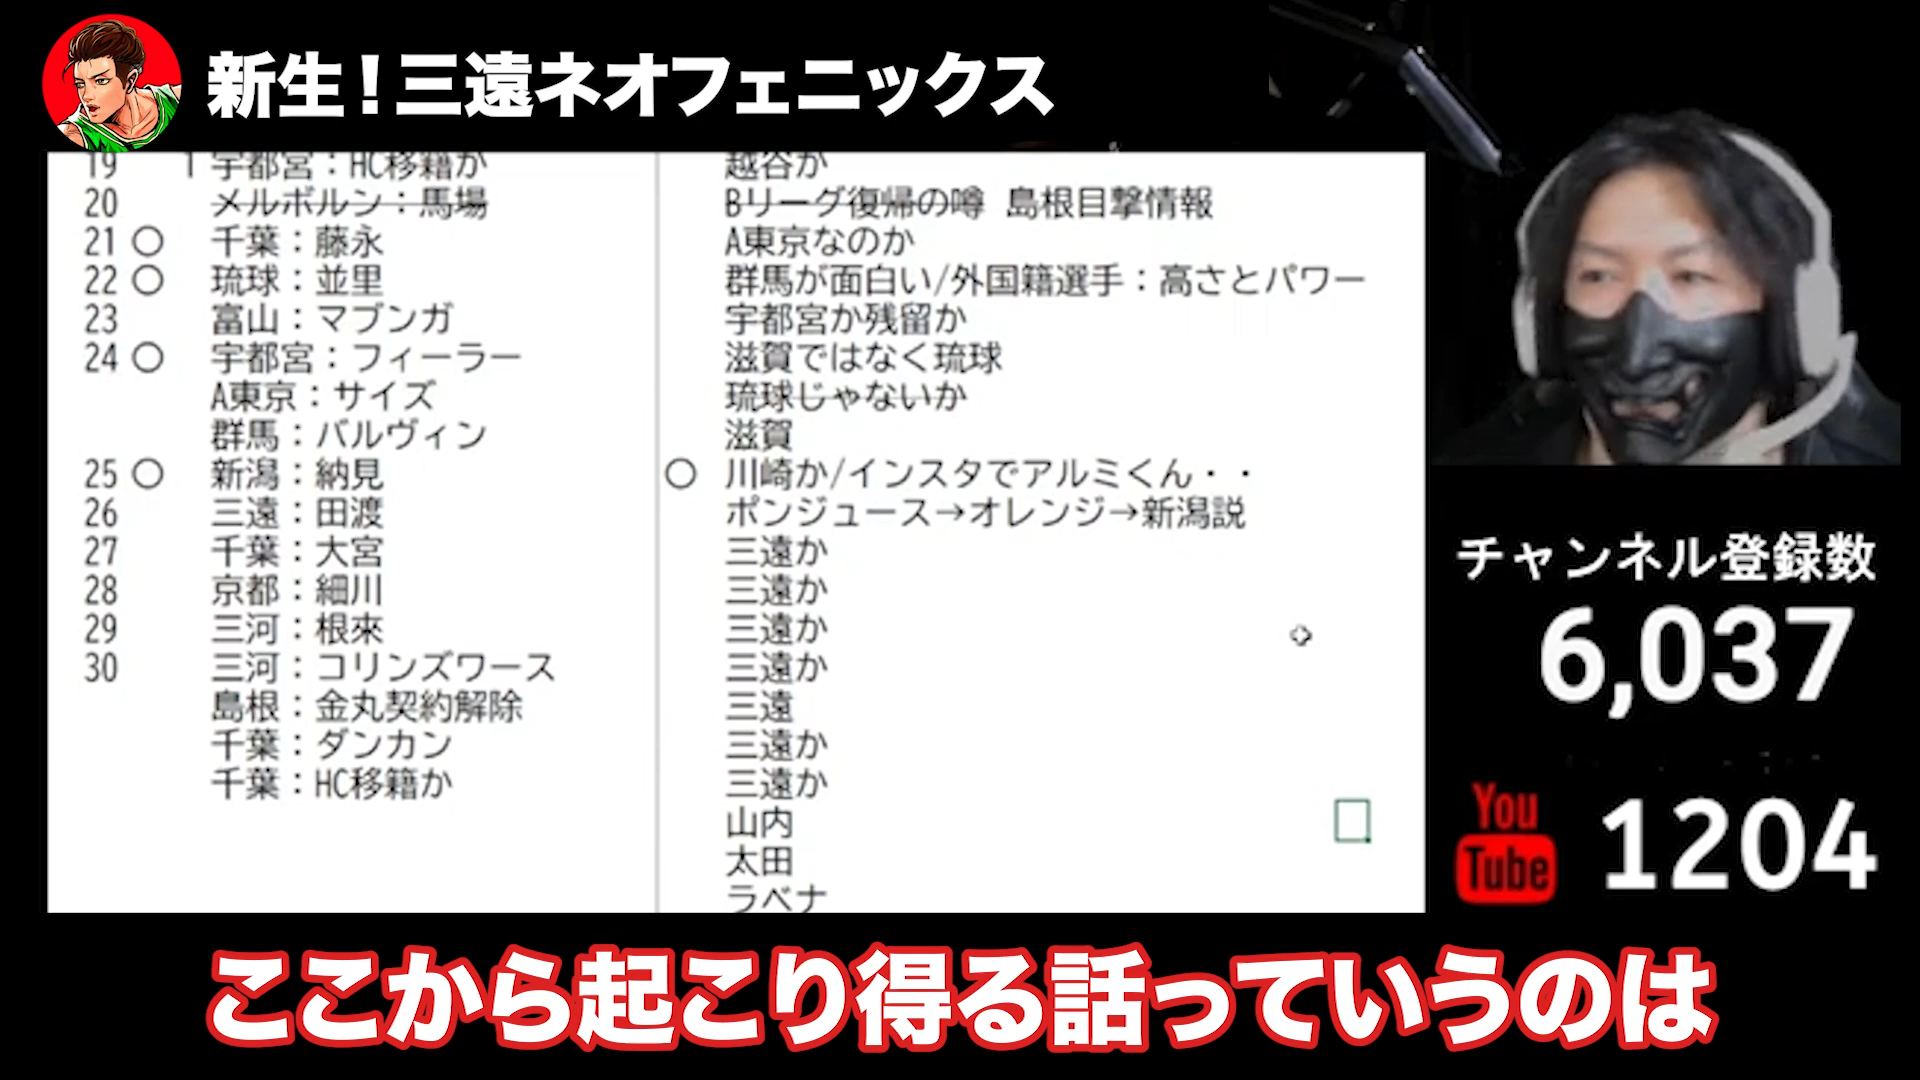 新生！三遠ネオフェニックス
19 1 宇都宮：HC移籍か 越谷か
20 メルボルン：馬場 Bリーグ復帰の噂 島根目撃情報
21 〇 千葉：藤永 A東京なのか
22 〇 琉球：並里 群馬が面白い/外国籍選手：高さとパワー
23 富山：マブンガ 宇都宮か残留か
24 〇 宇都宮：フィーラー 滋賀ではなく琉球
A東京：サイズ 琉球じゃないか
群馬：バルヴィン 滋賀
25 〇 新潟：納見 〇 川崎か/インスタでアルミくん・・
26 三遠：田渡 ポンジュース→オレンジ→新潟説
27 千葉：大宮 三遠か
28 京都：細川 三遠か
29 三河：根來 三遠か
30 三河：コリンズワース 三遠か
島根：金丸契約解除 三遠
千葉：ダンカン 三遠か
千葉：HC移籍か 三遠か
山内
太田
ラベナ
チャンネル登録数
6,037
You Tube 1204
ここから起こり得る話っていうのは